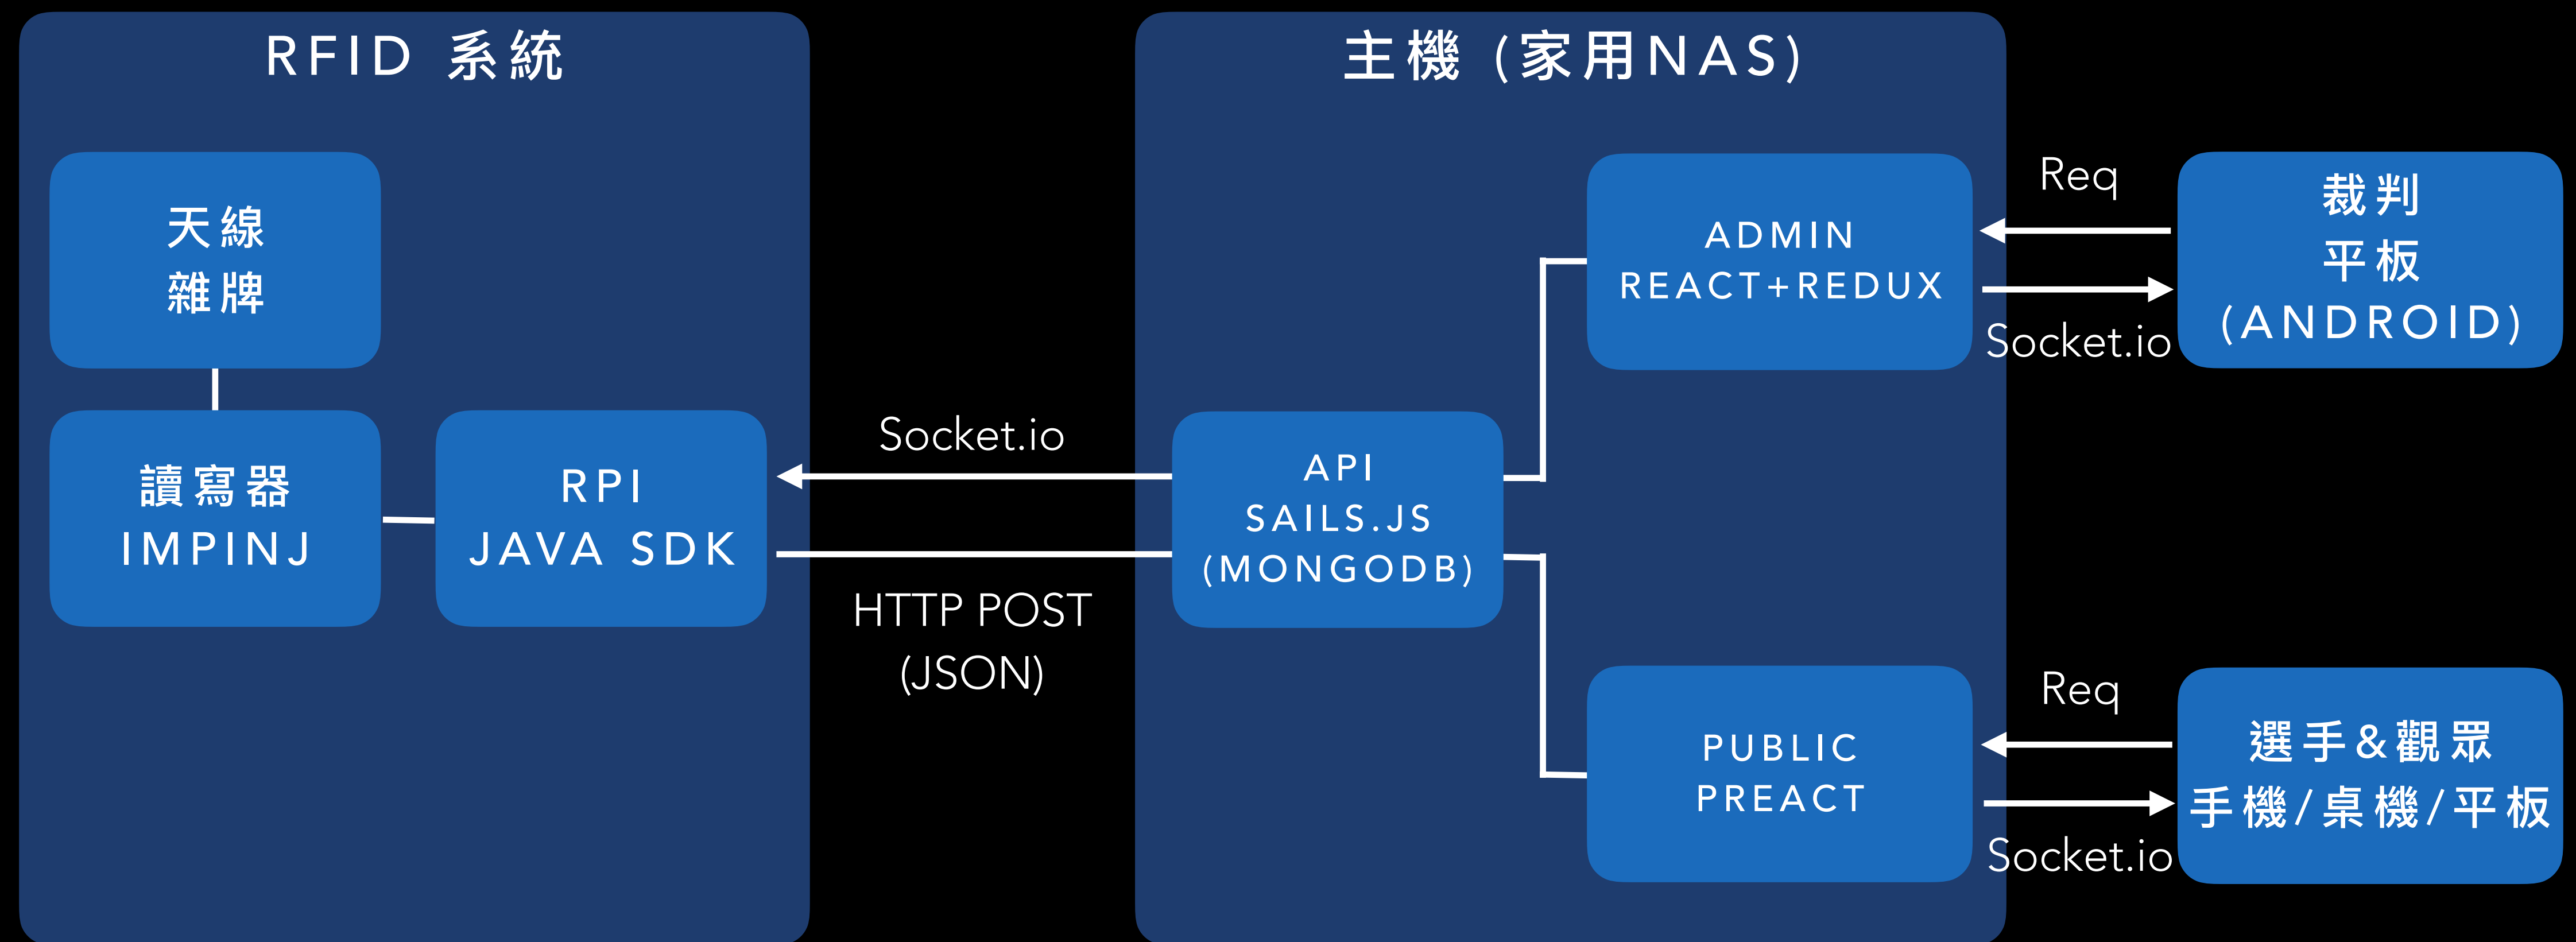 RFID 系統
天線
雜牌
讀寫器
IMPINJ
RPI
JAVA SDK
Socket.io
HTTP POST
(JSON)
主機 (家用NAS)
API
SAILS.JS
(MONGODB)
ADMIN
REACT+REDUX
PUBLIC
PREACT
Req
Socket.io
裁判
平板
(ANDROID)
Req
Socket.io
選手&觀眾
手機/桌機/平板